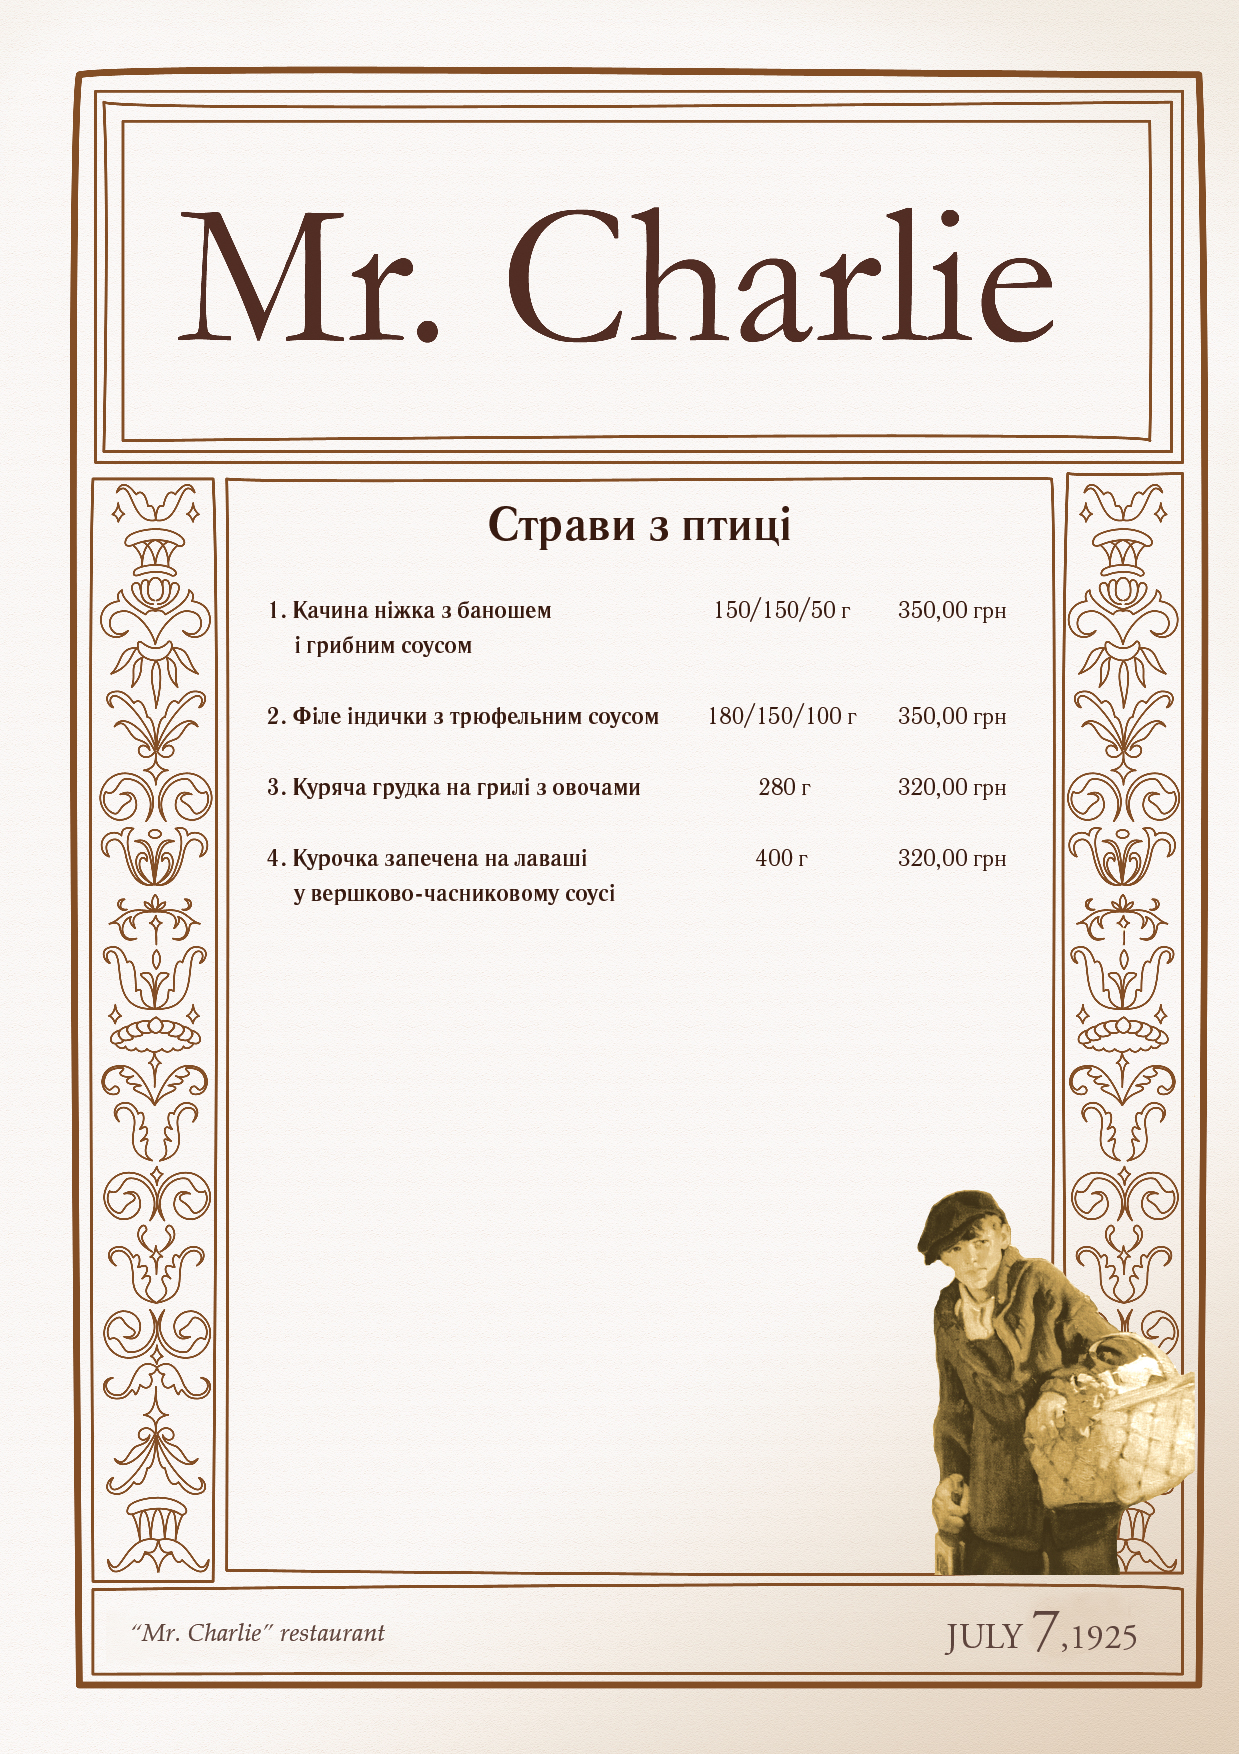 Mr. Charlie
Страви з птиці
1. Качина ніжка з баношем 150/150/50 г 350,00 грн
і грибним соусом
2. Філе індички з трюфельним соусом 180/150/100 г 350,00 грн
3. Куряча грудка на грилі з овочами 280 г 320,00 грн
4. Курочка запечена на лаваші 400 г 320,00 грн
у вершково-часниковому соусі
“Mr. Charlie” restaurant JULY 7,1925